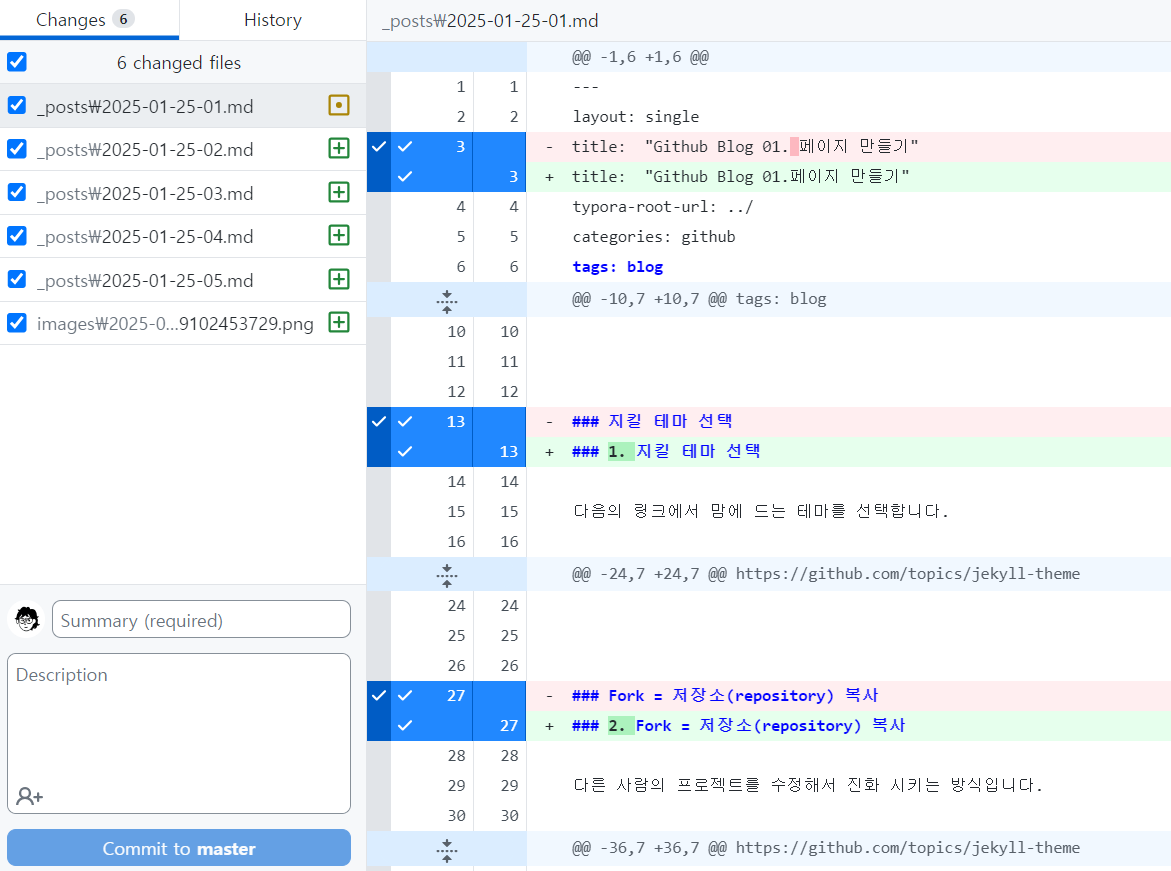 Changes 6
History
6 changed files
_posts₩2025-01-25-01.md
_posts₩2025-01-25-02.md
_posts₩2025-01-25-03.md
_posts₩2025-01-25-04.md
_posts₩2025-01-25-05.md
images₩2025-0...9102453729.png
Summary (required)
Description
Commit to master
_posts₩2025-01-25-01.md
@@ -1,6 +1,6 @@
1 1 ---
2 2 layout: single
3 - title:  "Github Blog 01. 페이지 만들기"
3 + title:  "Github Blog 01.페이지 만들기"
4 4 typora-root-url: ../
5 5 categories: github
6 6 tags: blog
@@ -10,7 +10,7 @@ tags: blog
10 10
11 11
12 12
13 - ### 지킬 테마 선택
13 + ### 1. 지킬 테마 선택
14 14
15 15 다음의 링크에서 맘에 드는 테마를 선택합니다.
16 16
@@ -24,7 +24,7 @@ https://github.com/topics/jekyll-theme
24 24
25 25
26 26
27 - ### Fork = 저장소(repository) 복사
27 + ### 2. Fork = 저장소(repository) 복사
28 28
29 29 다른 사람의 프로젝트를 수정해서 진화 시키는 방식입니다.
30 30
@@ -36,7 +36,7 @@ https://github.com/topics/jekyll-theme